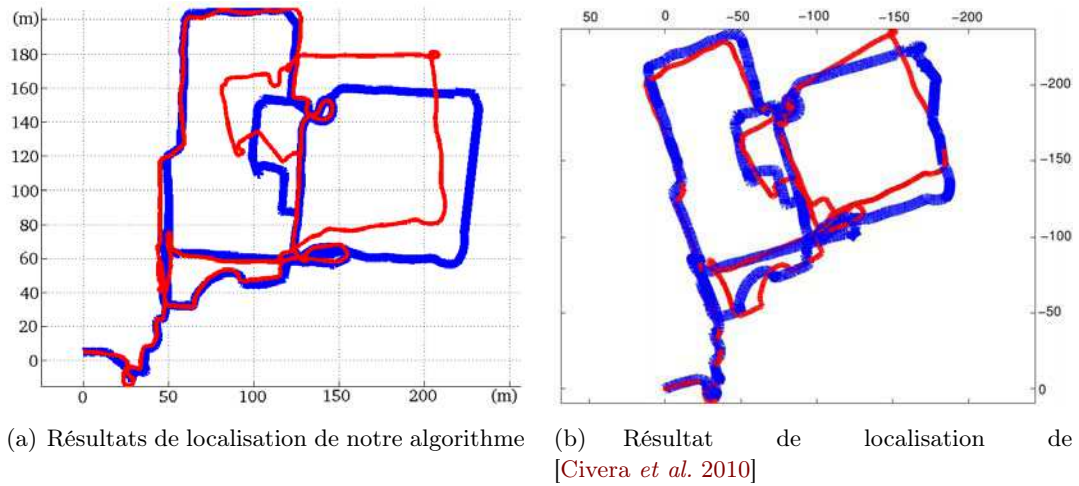 (m)
180
160
140
120
100
80
60
40
20
0
0 50 100 150 200 (m)
50 0 −50 −100 −150 −200
−200
−150
−100
−50
0
(a) Résultats de localisation de notre algorithme
(b) Résultat de localisation de
[Civera et al. 2010]